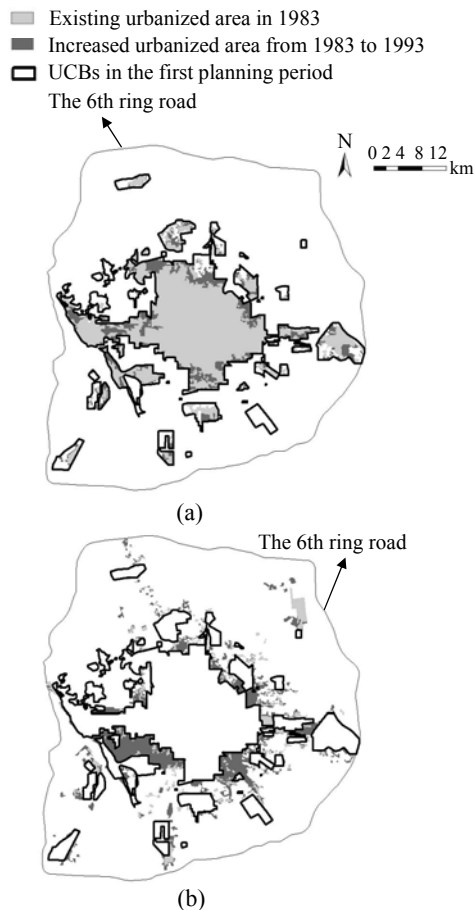 Existing urbanized area in 1983
Increased urbanized area from 1983 to 1993
UCBs in the first planning period
The 6th ring road
N
0 2 4 8 12
km
(a)
The 6th ring road
(b)